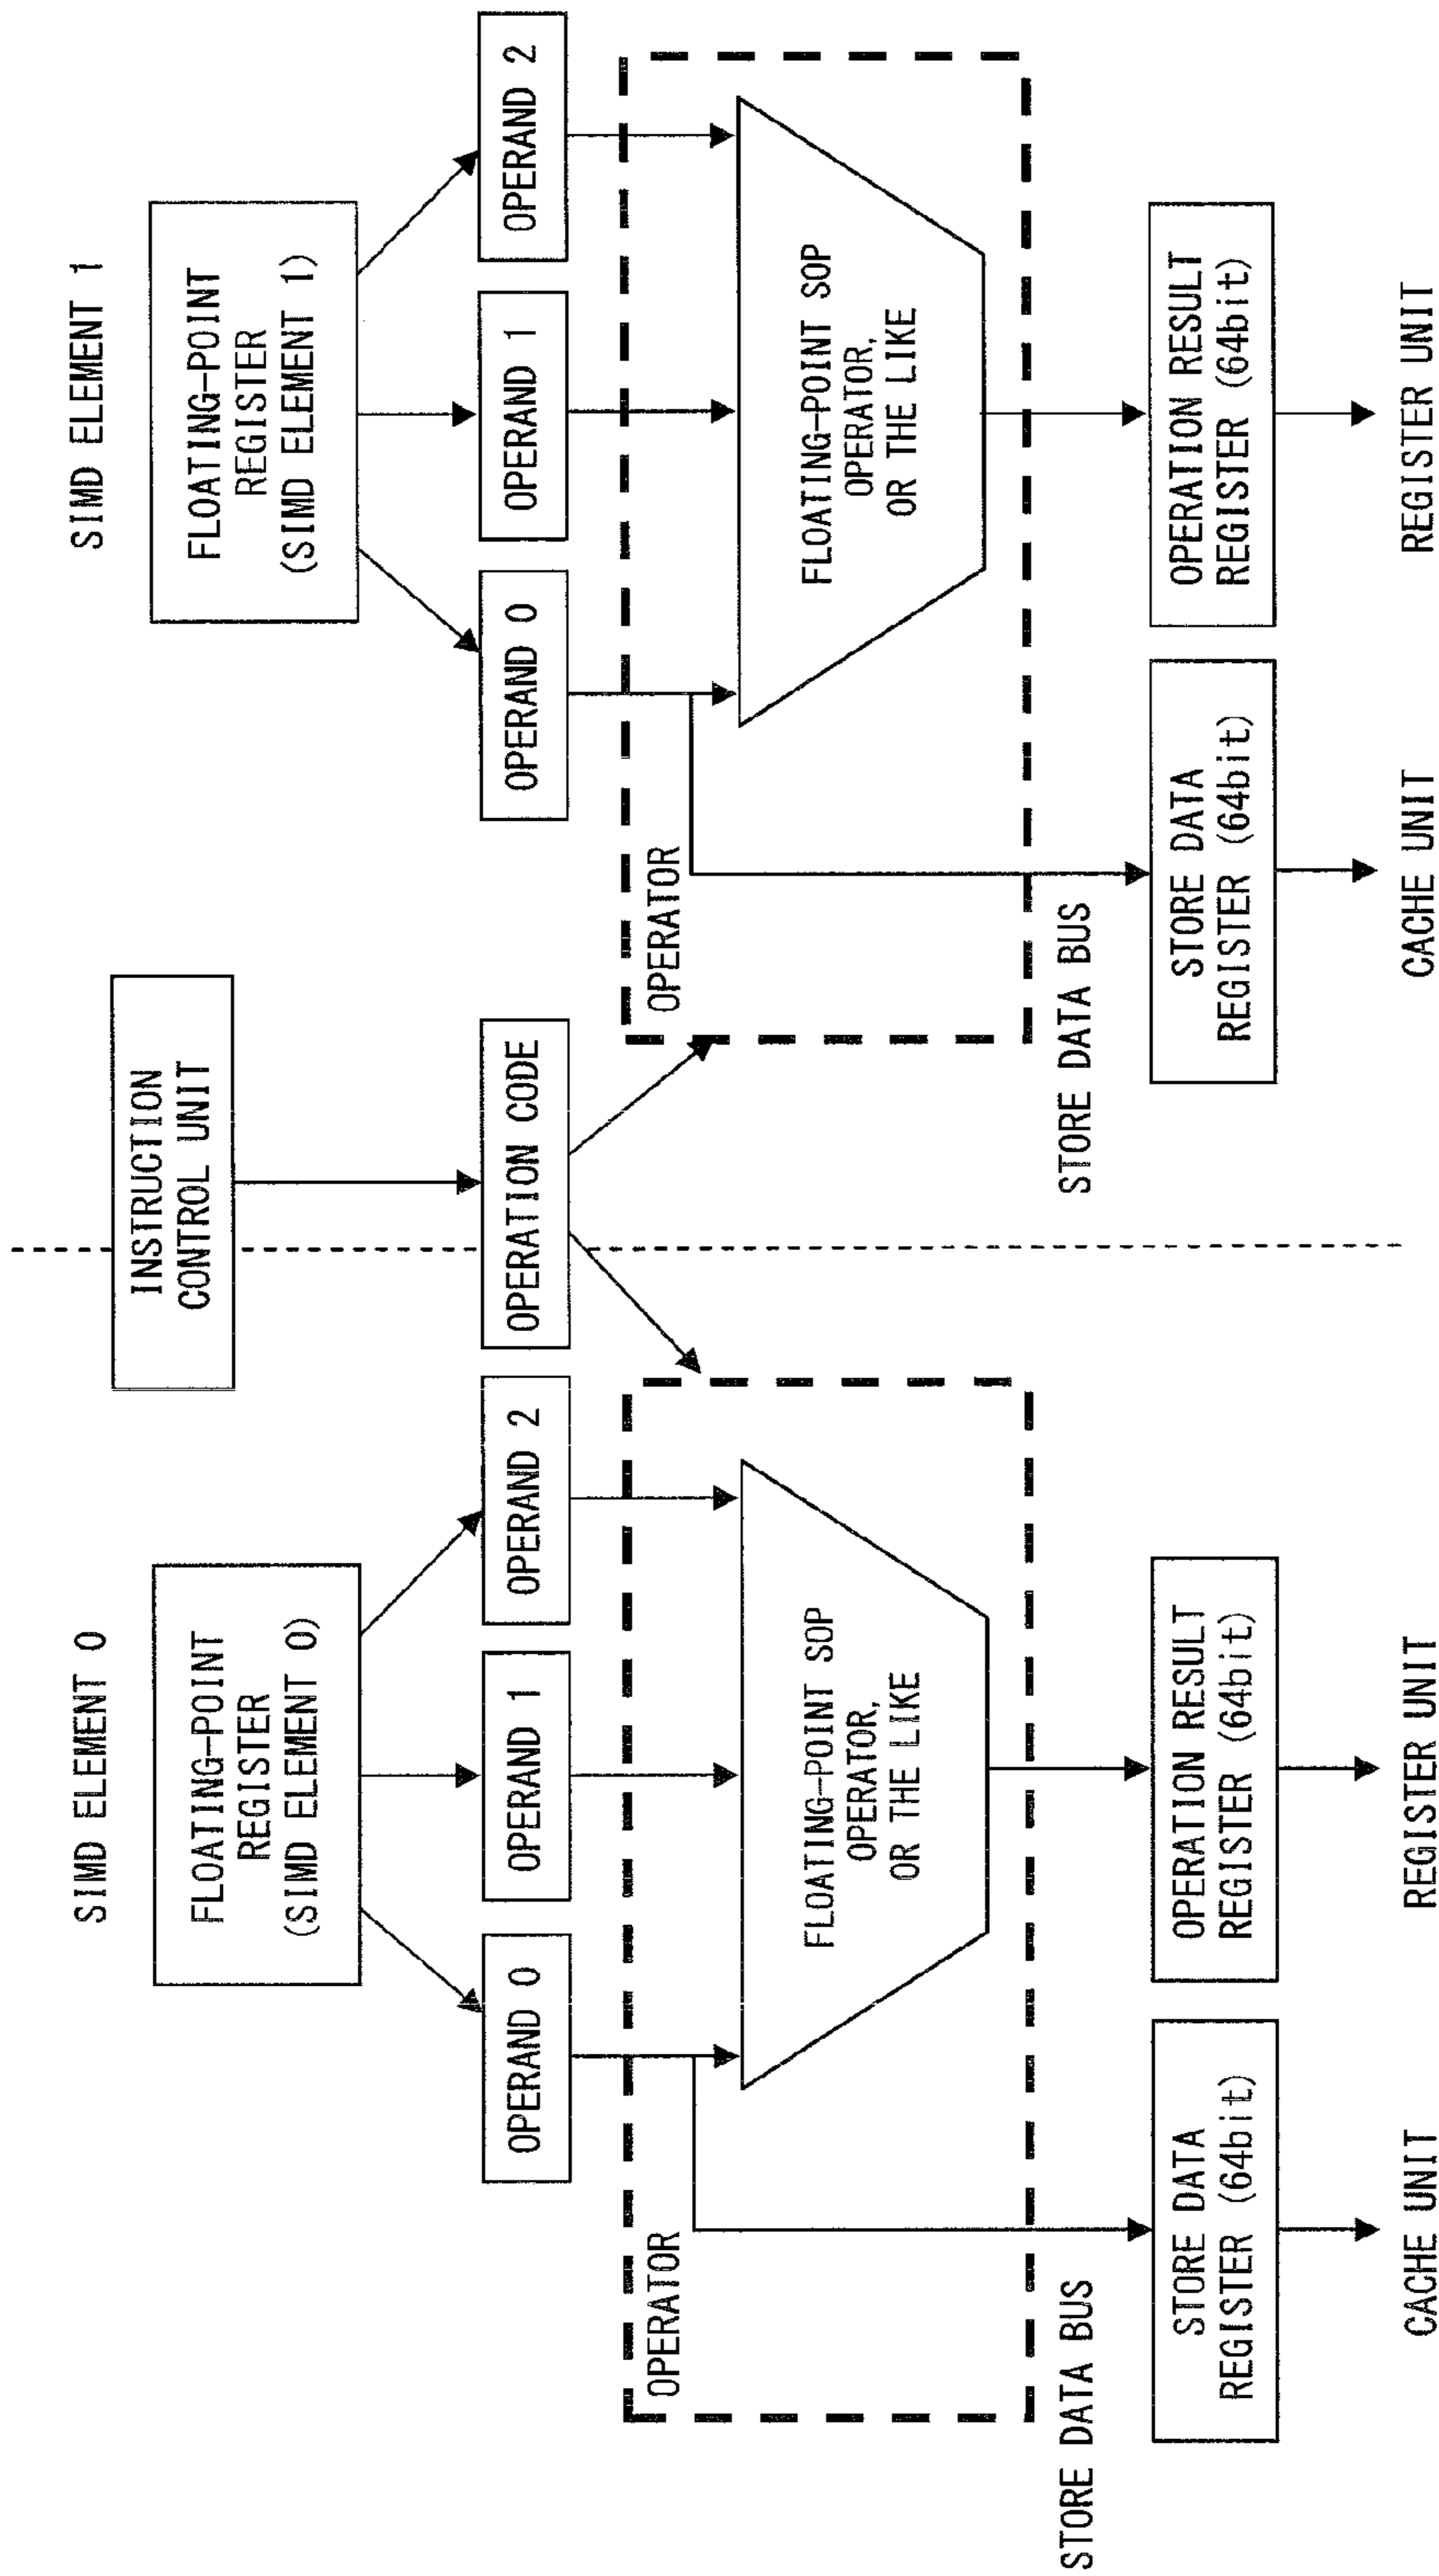 SIMD ELEMENT 0
SIMD ELEMENT 1
INSTRUCTION
CONTROL UNIT
FLOATING-POINT
REGISTER
(SIMD ELEMENT 0)
FLOATING-POINT
REGISTER
(SIMD ELEMENT 1)
OPERAND 0
OPERAND 1
OPERAND 2
OPERATION CODE
OPERAND 0
OPERAND 1
OPERAND 2
OPERATOR
FLOATING-POINT SOP
OPERATOR,
OR THE LIKE
OPERATOR
FLOATING-POINT SOP
OPERATOR,
OR THE LIKE
STORE DATA BUS
STORE DATA BUS
STORE DATA
REGISTER (64bit)
OPERATION RESULT
REGISTER (64bit)
STORE DATA
REGISTER (64bit)
OPERATION RESULT
REGISTER (64bit)
CACHE UNIT
REGISTER UNIT
CACHE UNIT
REGISTER UNIT